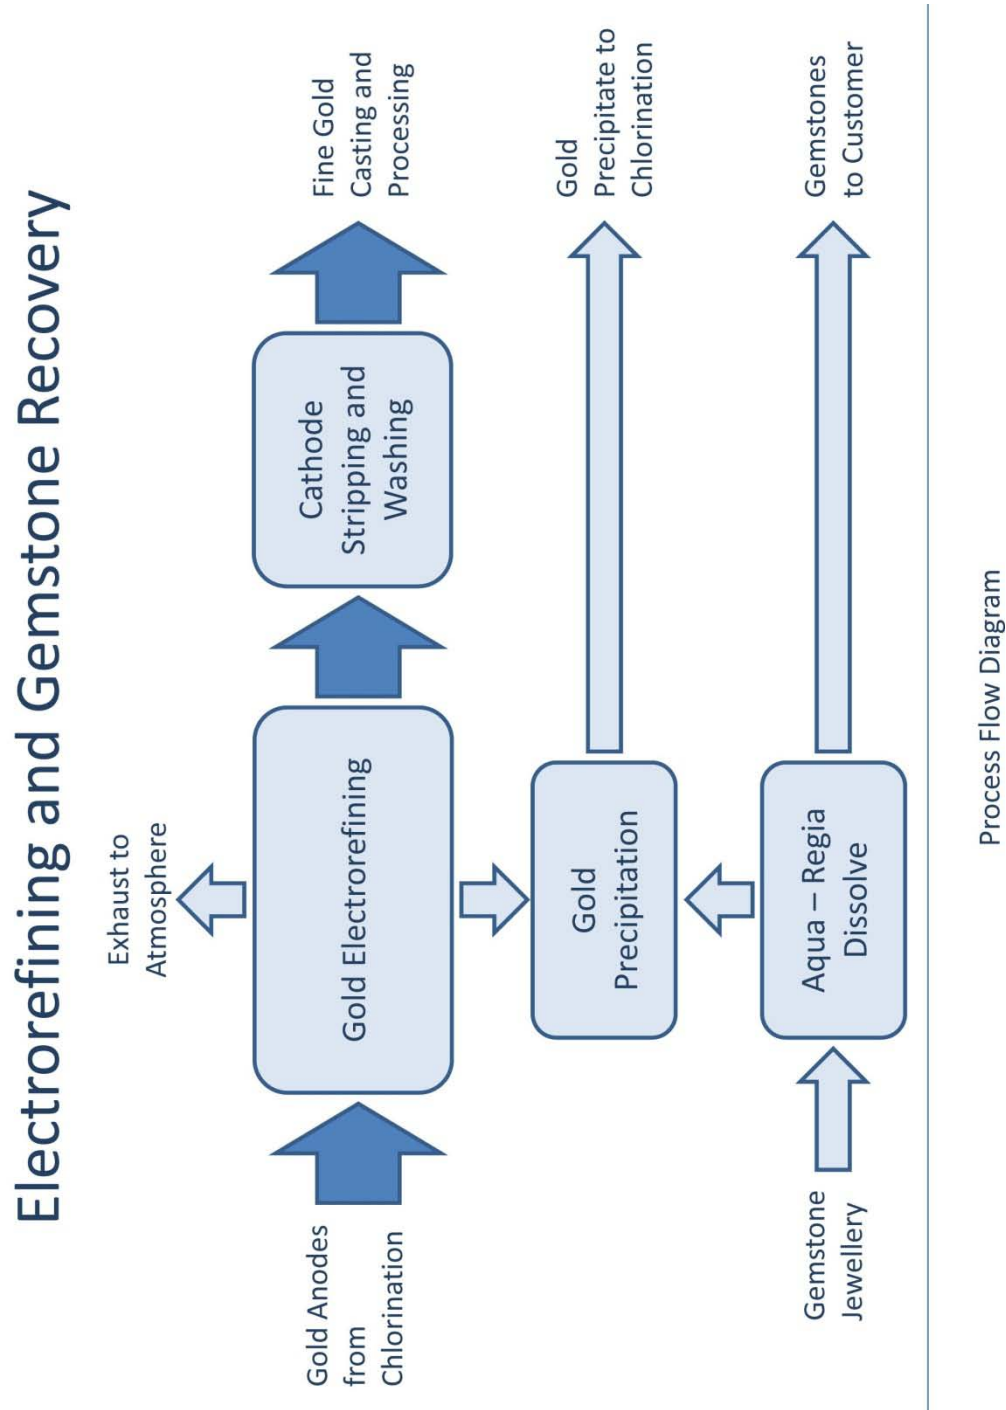 Electrorefining and Gemstone Recovery
Exhaust to
Atmosphere
Gold Anodes
from
Chlorination
Gold Electrorefining
Cathode
Stripping and
Washing
Fine Gold
Casting and
Processing
Gold
Precipitation
Gold
Precipitate to
Chlorination
Gemstone
Jewellery
Aqua – Regia
Dissolve
Gemstones
to Customer
Process Flow Diagram